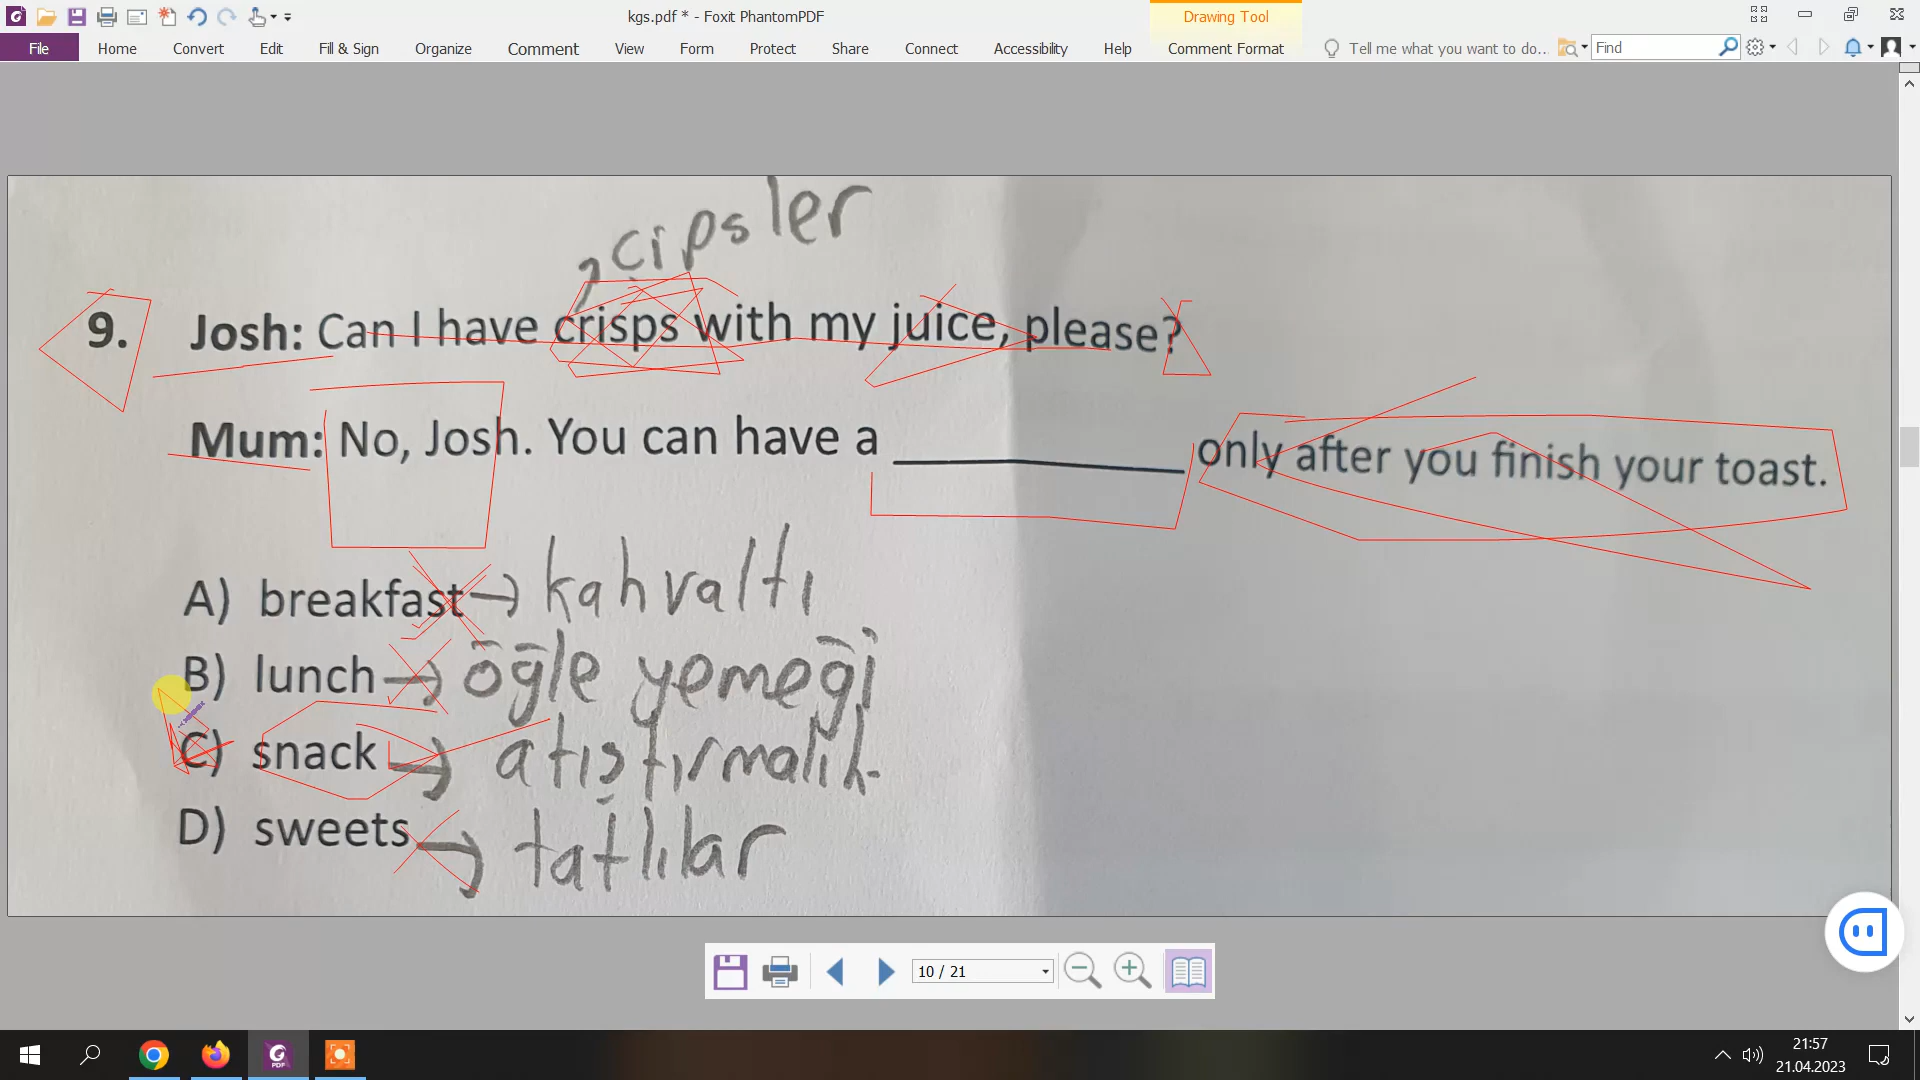 kgs.pdf * - Foxit PhantomPDF
Drawing Tool
File Home Convert Edit Fill & Sign Organize Comment View Form Protect Share Connect Accessibility Help Comment Format Tell me what you want to do... Find
çipsler
9. Josh: Can I have crisps with my juice, please?
Mum: No, Josh. You can have a __________ only after you finish your toast.
A) breakfast → kahvaltı
B) lunch → öğle yemeği
C) snack → atıştırmalık
D) sweets → tatlılar
10 / 21
PDF
21:57
21.04.2023